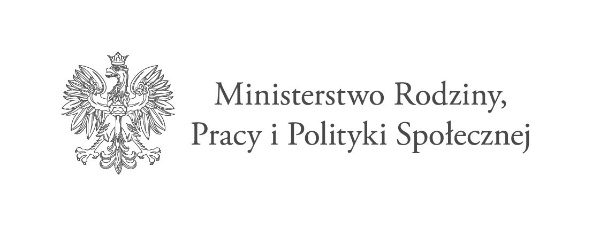 Ministerstwo Rodziny,
Pracy i Polityki Społecznej